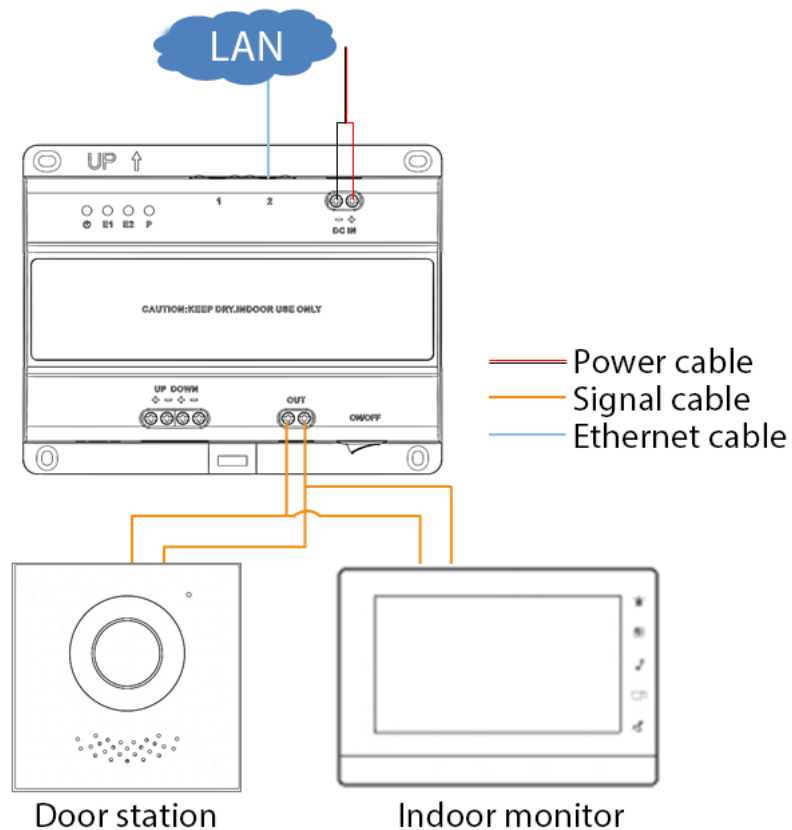 LAN
UP ↑
1 2
E1 E2 P
- +
DC IN
CAUTION:KEEP DRY.INDOOR USE ONLY
UP DOWN
+ - + -
OUT
ON/OFF
Power cable
Signal cable
Ethernet cable
Door station
Indoor monitor